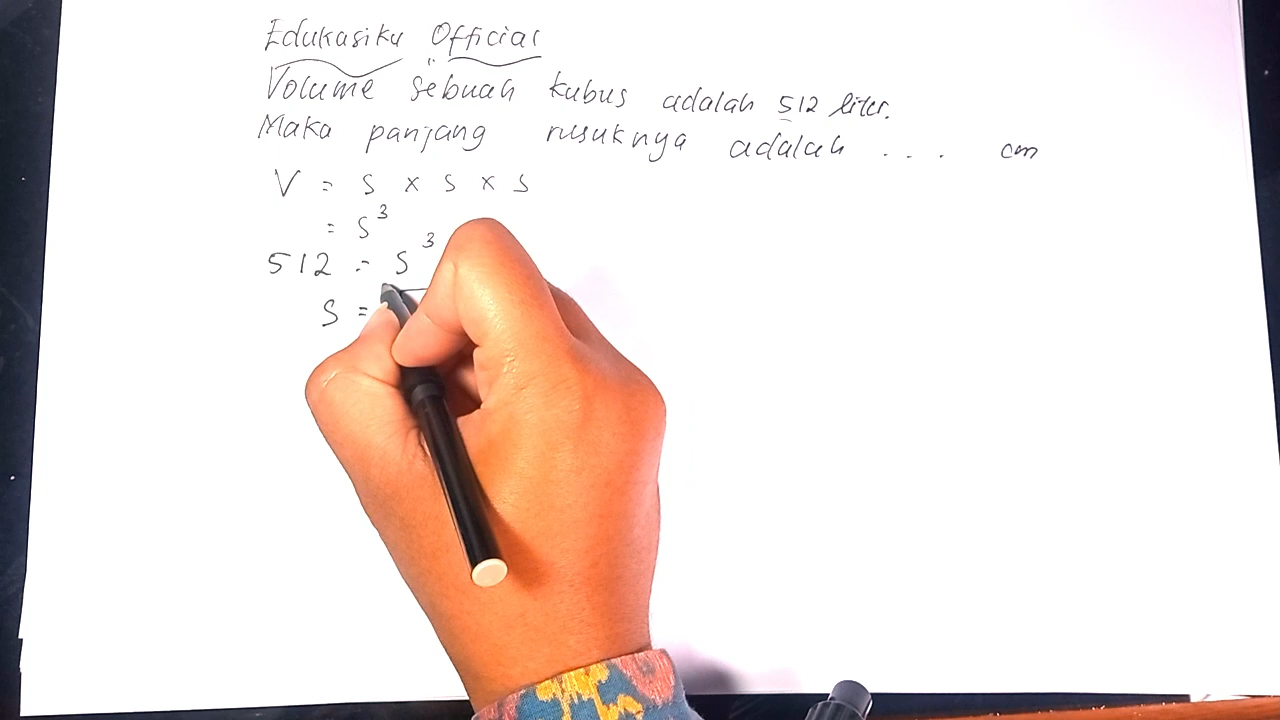 Edukasiku Official
Volume sebuah kubus adalah 512 liter.
Maka panjang rusuknya adalah ... cm
V = S x S x S
= S³
512 = S³
S =